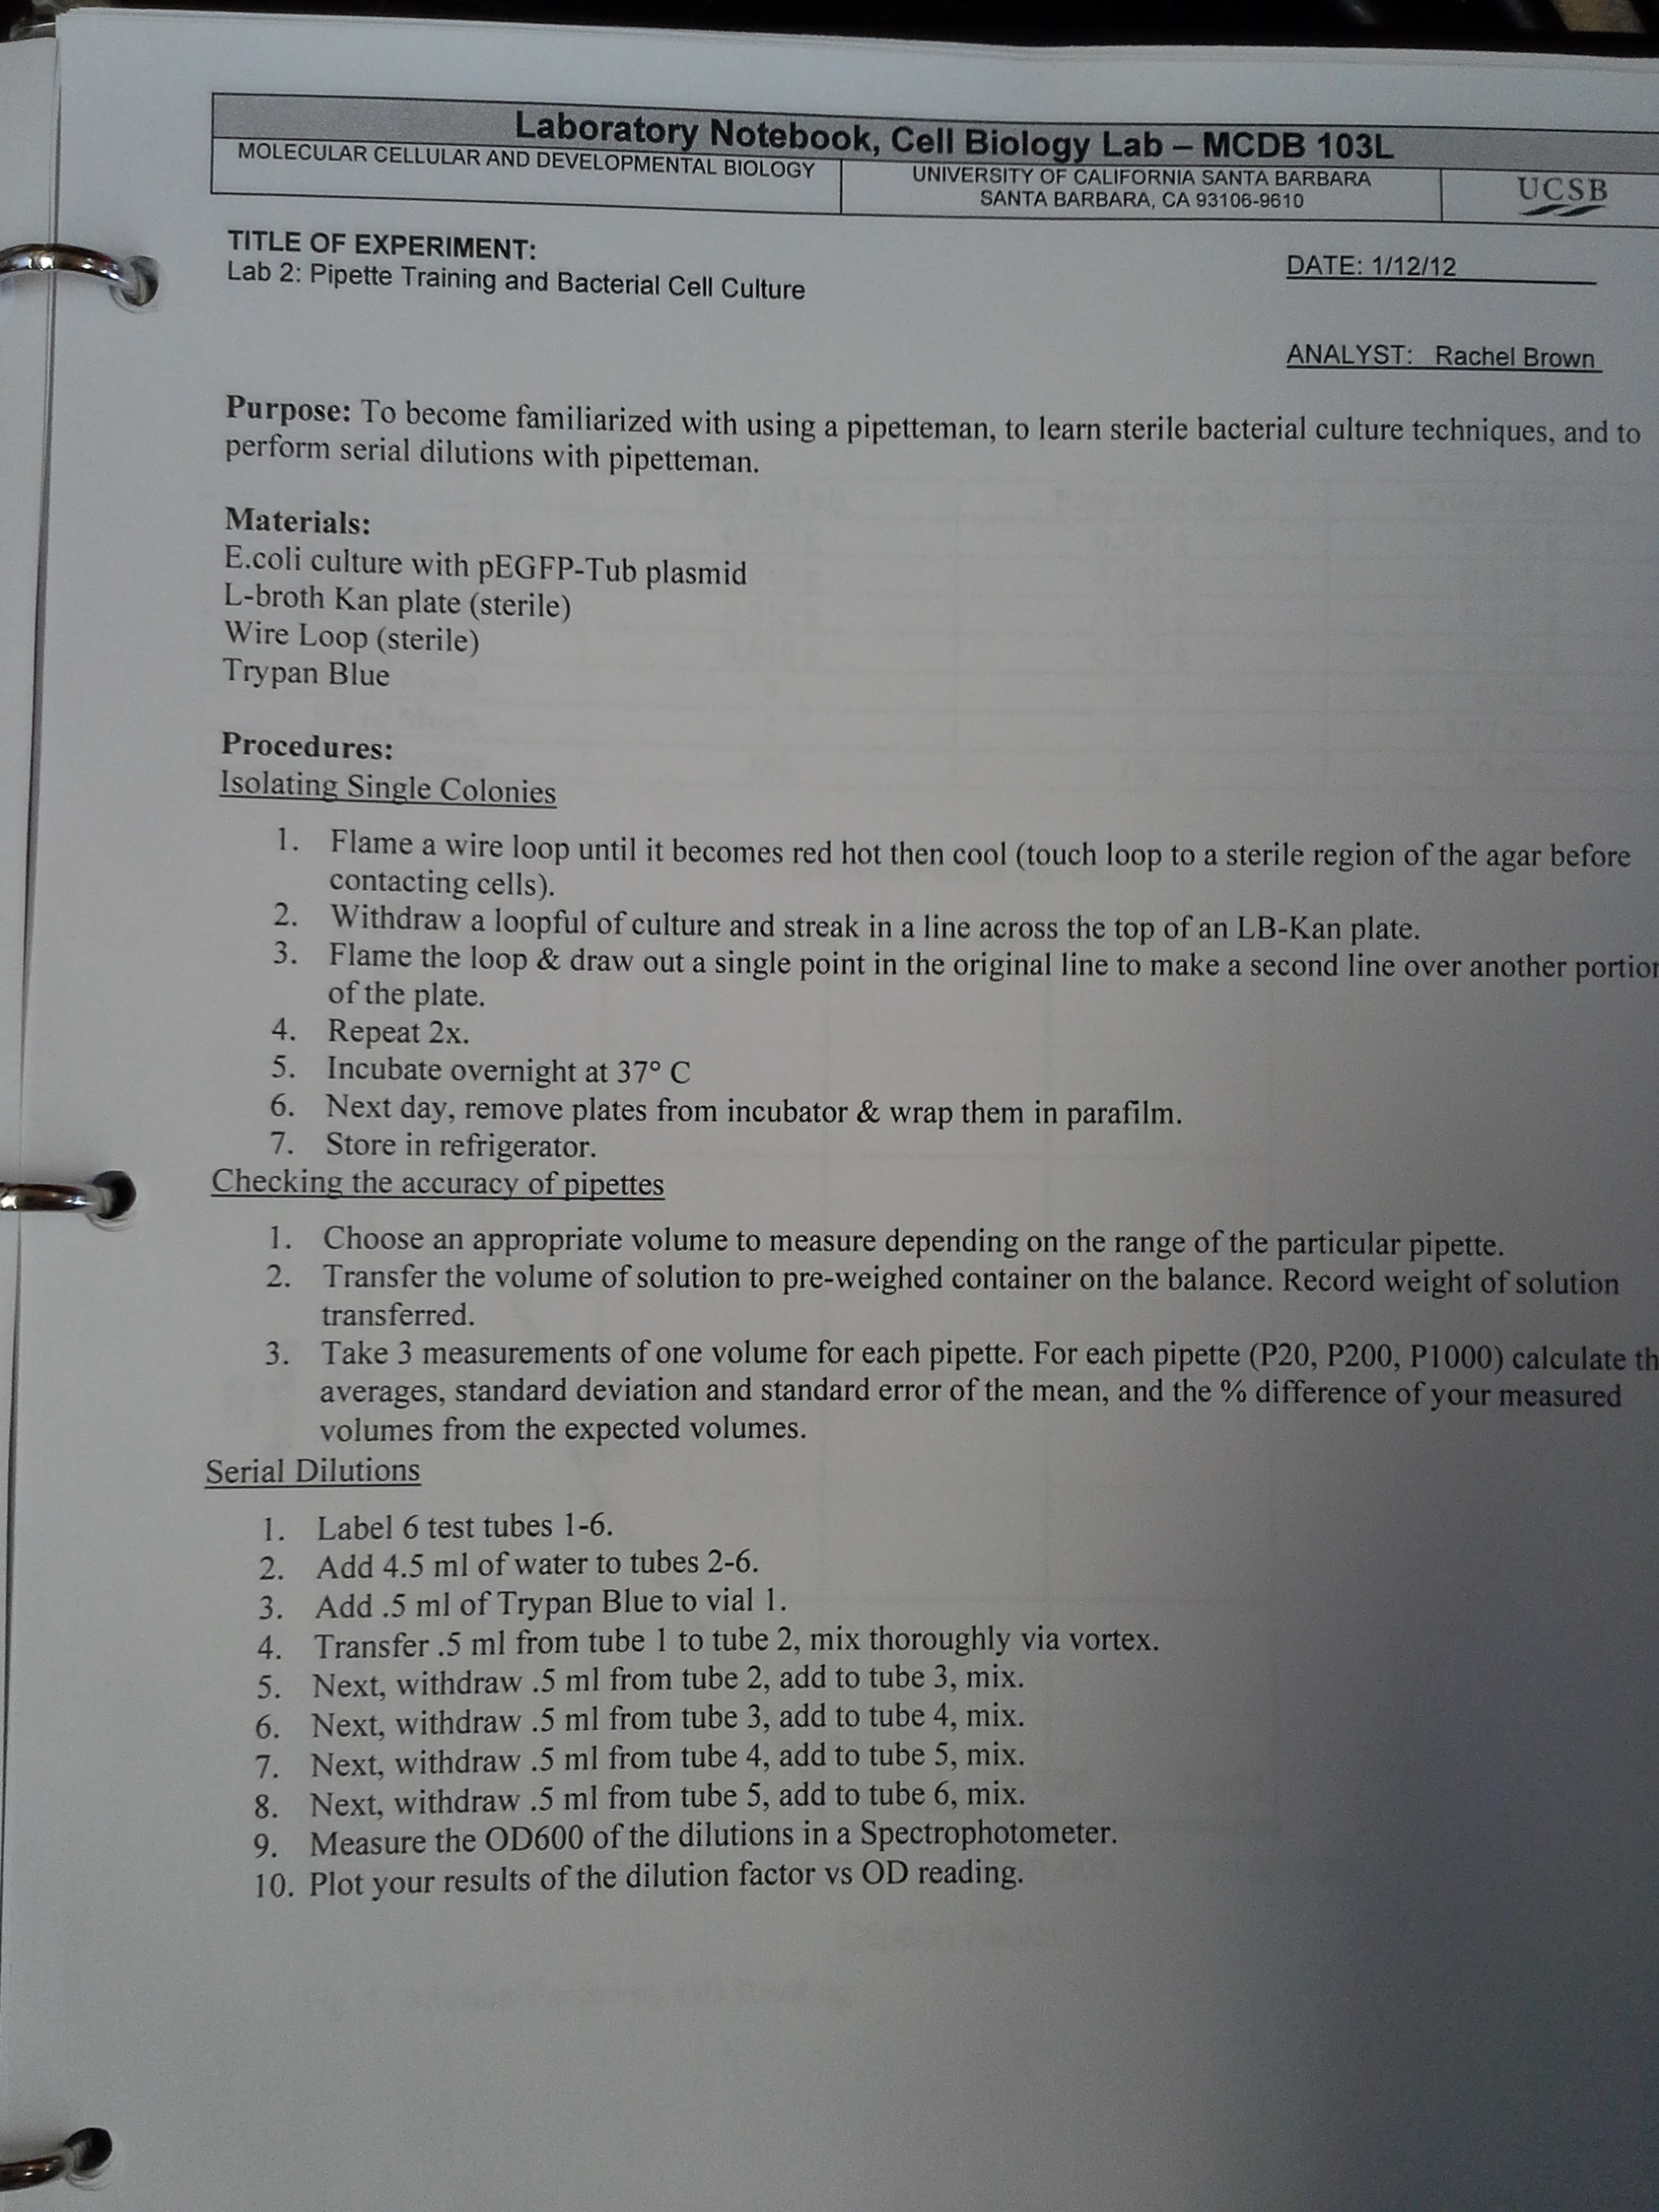 Laboratory Notebook, Cell Biology Lab – MCDB 103L
MOLECULAR CELLULAR AND DEVELOPMENTAL BIOLOGY
UNIVERSITY OF CALIFORNIA SANTA BARBARA
SANTA BARBARA, CA 93106-9610
UCSB
TITLE OF EXPERIMENT:
Lab 2: Pipette Training and Bacterial Cell Culture
DATE: 1/12/12
ANALYST: Rachel Brown
Purpose: To become familiarized with using a pipetteman, to learn sterile bacterial culture techniques, and to
perform serial dilutions with pipetteman.
Materials:
E.coli culture with pEGFP-Tub plasmid
L-broth Kan plate (sterile)
Wire Loop (sterile)
Trypan Blue
Procedures:
Isolating Single Colonies
1. Flame a wire loop until it becomes red hot then cool (touch loop to a sterile region of the agar before
contacting cells).
2. Withdraw a loopful of culture and streak in a line across the top of an LB-Kan plate.
3. Flame the loop & draw out a single point in the original line to make a second line over another portion
of the plate.
4. Repeat 2x.
5. Incubate overnight at 37° C
6. Next day, remove plates from incubator & wrap them in parafilm.
7. Store in refrigerator.
Checking the accuracy of pipettes
1. Choose an appropriate volume to measure depending on the range of the particular pipette.
2. Transfer the volume of solution to pre-weighed container on the balance. Record weight of solution
transferred.
3. Take 3 measurements of one volume for each pipette. For each pipette (P20, P200, P1000) calculate th
averages, standard deviation and standard error of the mean, and the % difference of your measured
volumes from the expected volumes.
Serial Dilutions
1. Label 6 test tubes 1-6.
2. Add 4.5 ml of water to tubes 2-6.
3. Add .5 ml of Trypan Blue to vial 1.
4. Transfer .5 ml from tube 1 to tube 2, mix thoroughly via vortex.
5. Next, withdraw .5 ml from tube 2, add to tube 3, mix.
6. Next, withdraw .5 ml from tube 3, add to tube 4, mix.
7. Next, withdraw .5 ml from tube 4, add to tube 5, mix.
8. Next, withdraw .5 ml from tube 5, add to tube 6, mix.
9. Measure the OD600 of the dilutions in a Spectrophotometer.
10. Plot your results of the dilution factor vs OD reading.